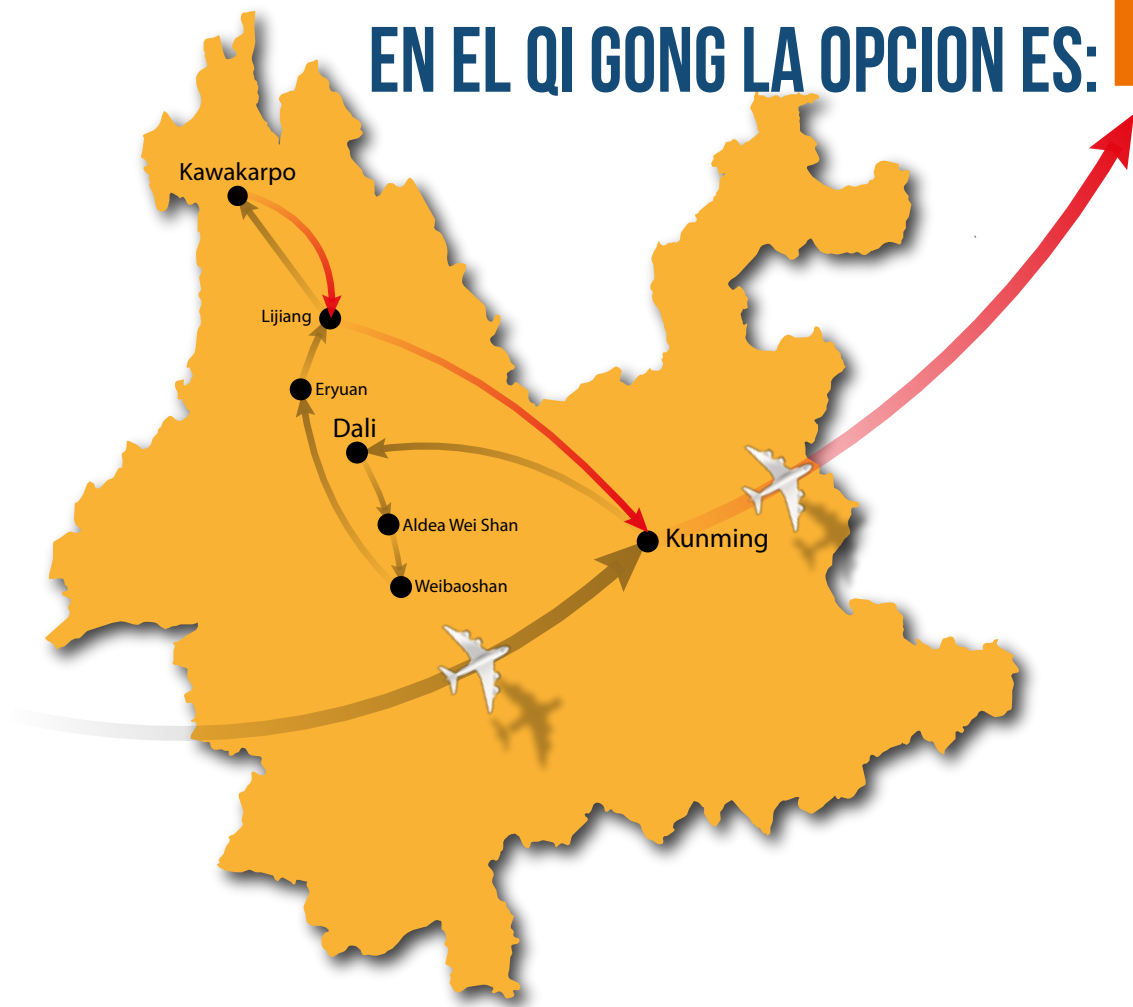 EN EL QI GONG LA OPCION ES:
Kawakarpo
Lijiang
Eryuan
Dali
Aldea Wei Shan
Kunming
Weibaoshan